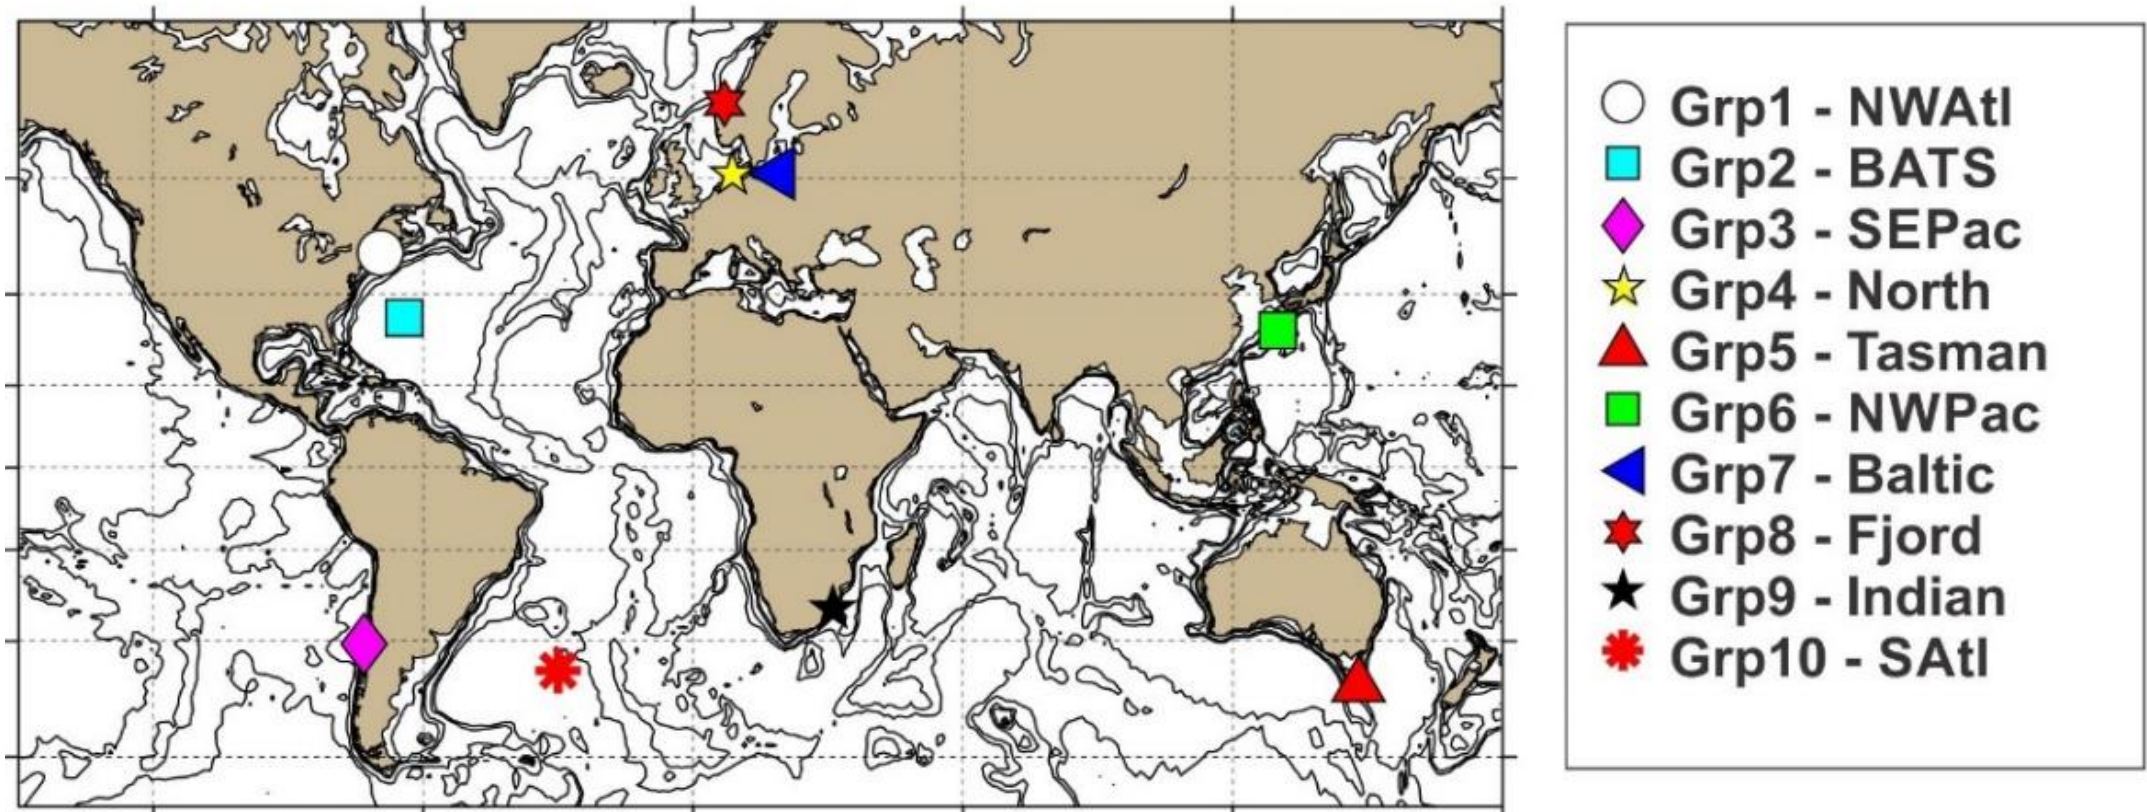 Grp1 - NWAtl
Grp2 - BATS
Grp3 - SEPac
Grp4 - North
Grp5 - Tasman
Grp6 - NWPac
Grp7 - Baltic
Grp8 - Fjord
Grp9 - Indian
Grp10 - SAtl